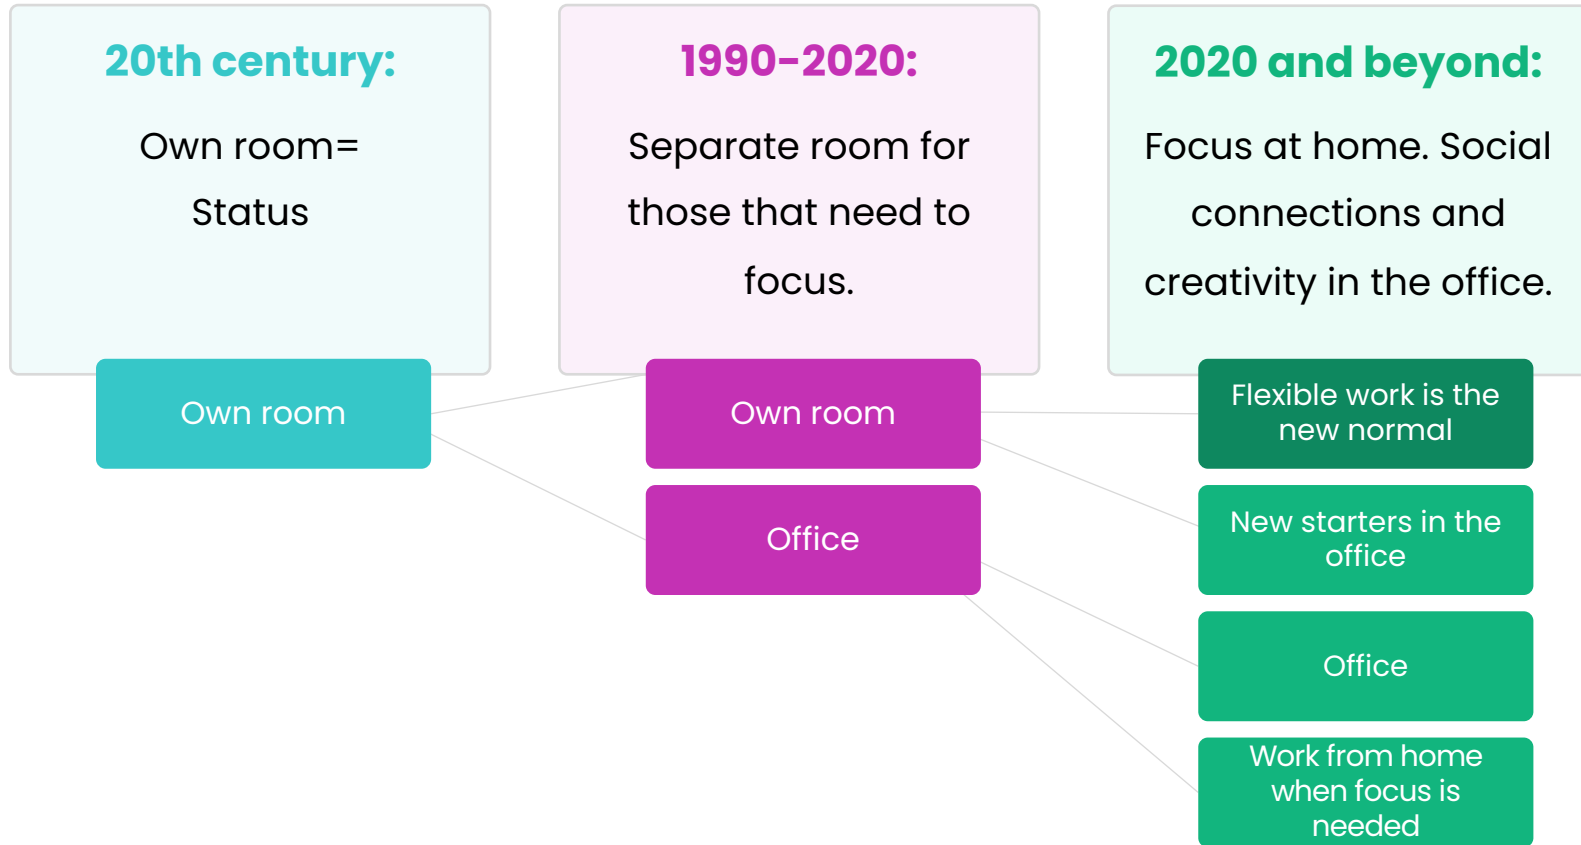 20th century:
Own room=
Status
1990-2020:
Separate room for
those that need to
focus.
2020 and beyond:
Focus at home. Social
connections and
creativity in the office.
Own room
Own room
Office
Flexible work is the
new normal
New starters in the
office
Office
Work from home
when focus is
needed